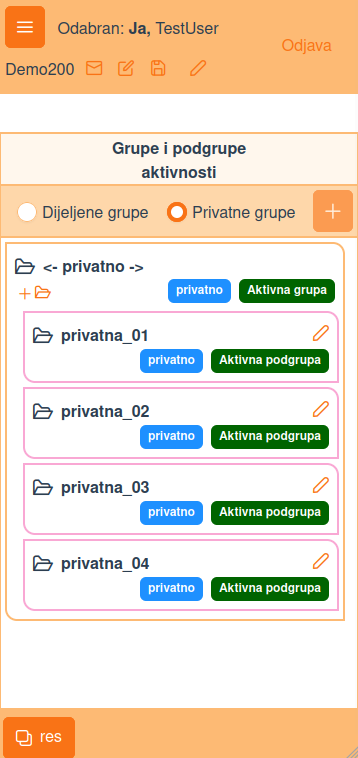 Odabran: Ja, TestUser
Odjava
Demo200
Grupe i podgrupe
aktivnosti
Dijeljene grupe
Privatne grupe
<- privatno ->
privatno
Aktivna grupa
privatna_01
privatno
Aktivna podgrupa
privatna_02
privatno
Aktivna podgrupa
privatna_03
privatno
Aktivna podgrupa
privatna_04
privatno
Aktivna podgrupa
res